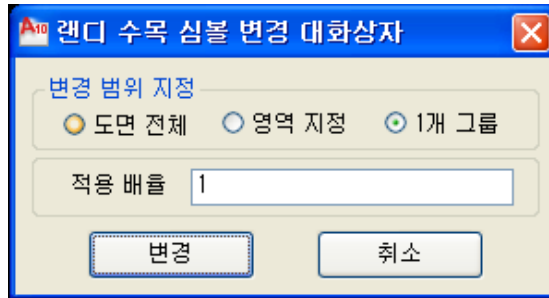 A10 랜디 수목 심볼 변경 대화상자
변경 범위 지정
도면 전체 영역 지정 1개 그룹
적용 배율 1
변경 취소